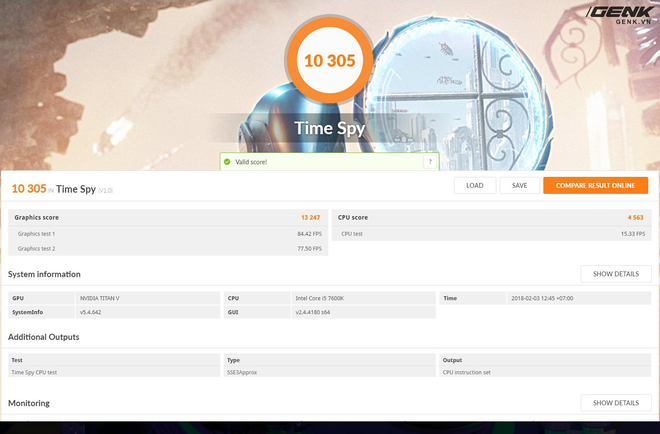 GENK
GENK.VN
10 305
Time Spy
Valid score!
?
10 305 IN Time Spy (V1.0)
LOAD
SAVE
COMPARE RESULT ONLINE
Graphics score 13 247
CPU score 4 563
Graphics test 1 84.42 FPS
CPU test 15.33 FPS
Graphics test 2 77.50 FPS
System information
SHOW DETAILS
GPU NVIDIA TITAN V
CPU Intel Core i5 7600K
Time 2018-02-03 12:45 +07:00
SystemInfo v5.4.642
GUI v2.4.4180 s64
Additional Outputs
Test
Type
Output
Time Spy CPU test
SSE3Approx
CPU instruction set
Monitoring
SHOW DETAILS